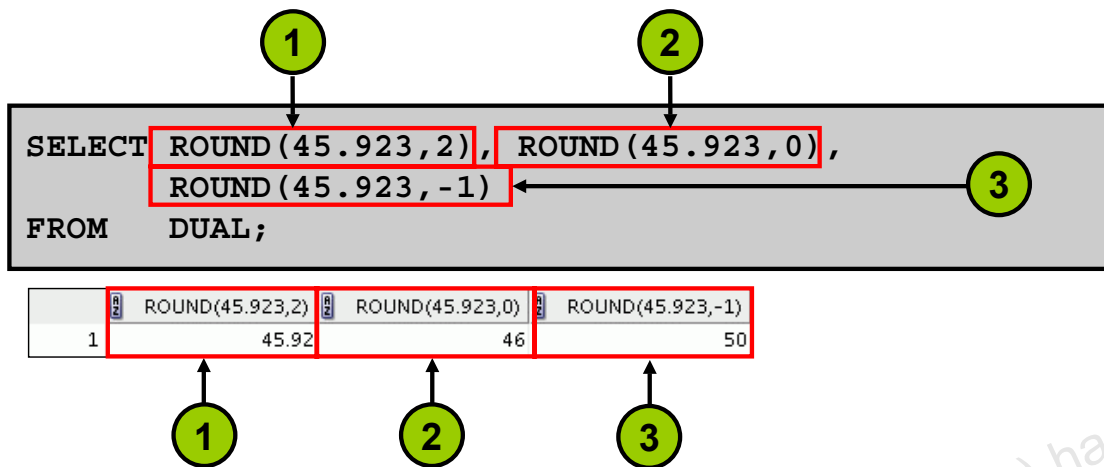 1 2
SELECT ROUND(45.923,2), ROUND(45.923,0),
ROUND(45.923,-1) 3
FROM DUAL;
ROUND(45.923,2) ROUND(45.923,0) ROUND(45.923,-1)
1 45.92 46 50
1 2 3